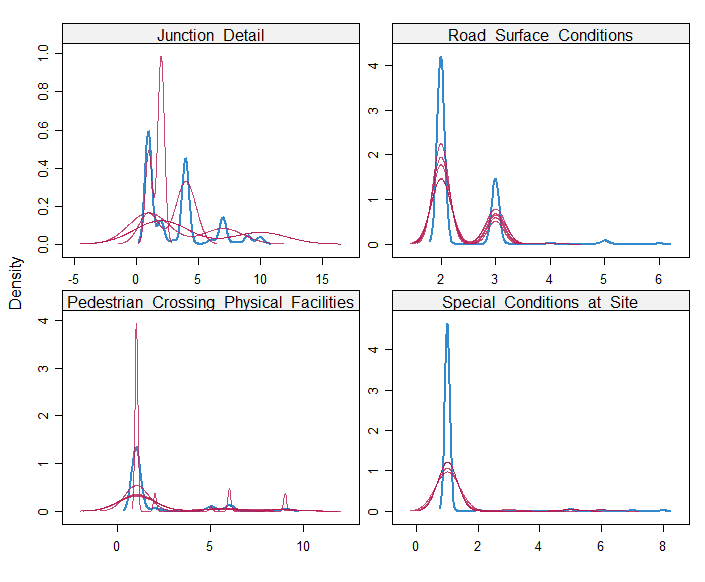 Junction Detail
0.0 0.2 0.4 0.6 0.8 1.0
-5 0 5 10 15
Road Surface Conditions
0 1 2 3 4
2 3 4 5 6
Density
Pedestrian Crossing Physical Facilities
0 1 2 3 4
0 5 10
Special Conditions at Site
0 1 2 3 4
0 2 4 6 8